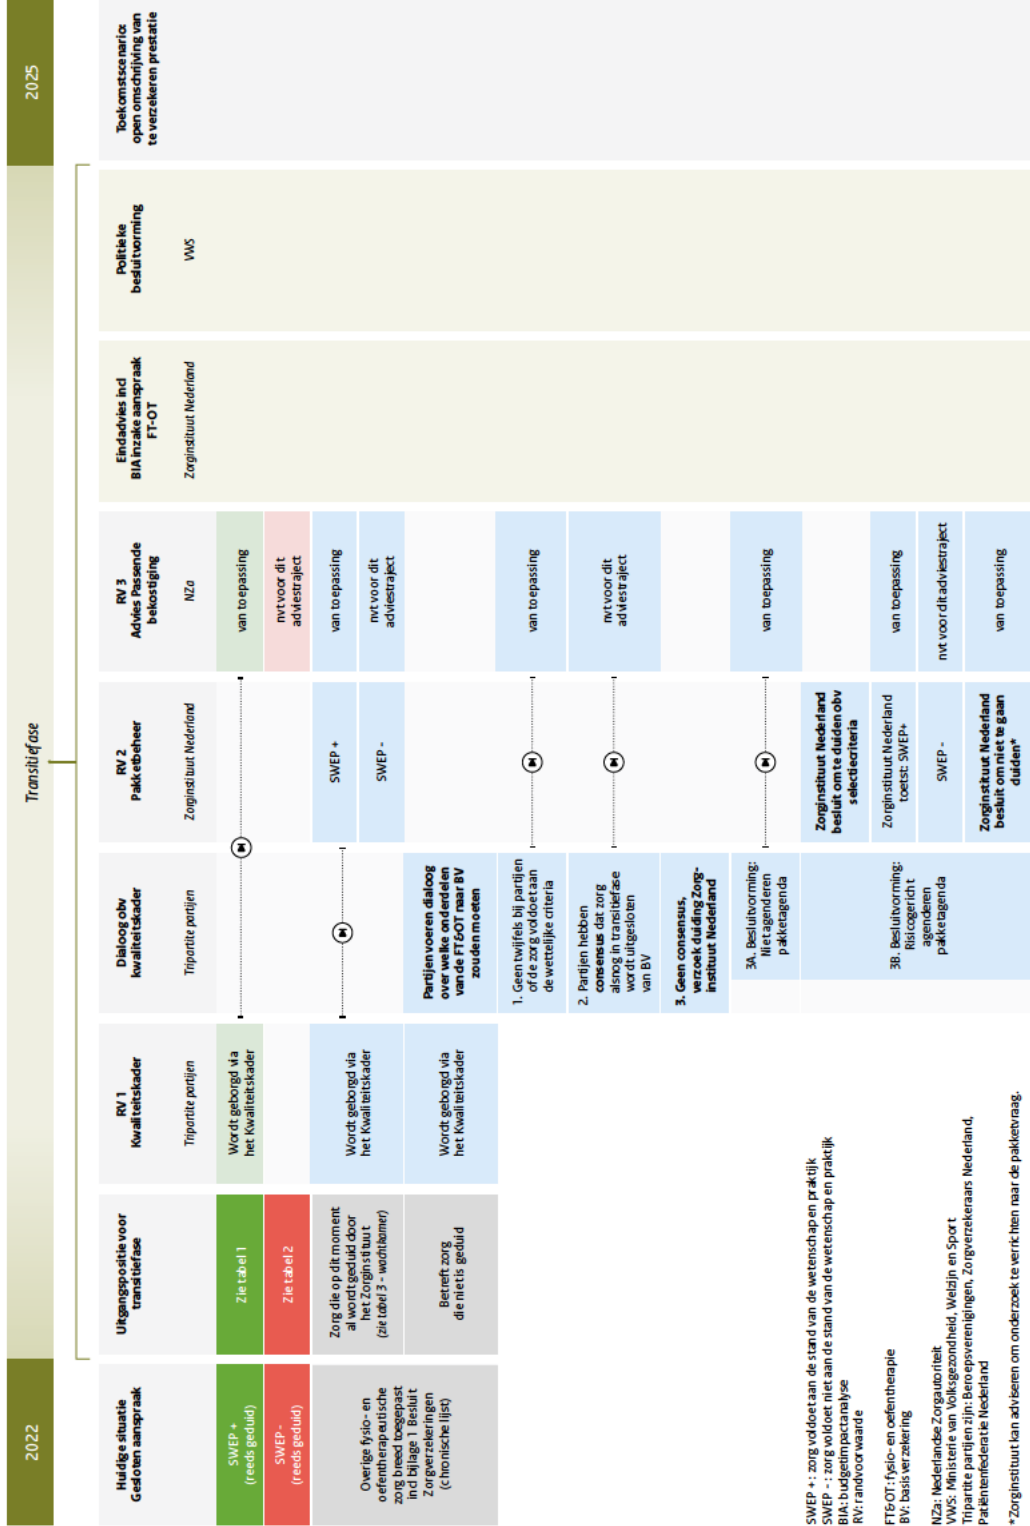 2022
Transitiefase
2025
Huidige situatie
Gesloten aanspraak
Uitgangspositie voor
transitiefase
RV 1
Kwaliteitskader
Tripartite partijen
Dialoog obv
kwaliteitskader
Tripartite partijen
RV 2
Pakketbeheer
Zorginstituut Nederland
RV 3
Advies Passende
bekostiging
NZa
Eindadvies incl
BIA inzake aanspraak
FT-OT
Zorginstituut Nederland
Politieke
besluitvorming
VWS
Toekomstscenario:
open omschrijving van
te verzekeren prestatie
SWEP +
(reeds geduid)
Zie tabel 1
Wordt geborgd via
het Kwaliteitskader
van toepassing
SWEP -
(reeds geduid)
Zie tabel 2
nvt voor dit
adviestraject
Overige fysio- en
oefentherapeutische
zorg breed toegepast
incl bijlage 1 Besluit
Zorgverzekeringen
(chronische lijst)
Zorg die op dit moment
al wordt geduid door
het Zorginstituut
(zie tabel 3 - wachtkamer)
Wordt geborgd via
het Kwaliteitskader
SWEP +
van toepassing
SWEP -
nvt voor dit
adviestraject
Betreft zorg
die niet is geduid
Wordt geborgd via
het Kwaliteitskader
Partijen voeren dialoog
over welke onderdelen
van de FT&OT naar BV
zouden moeten
1. Geen twijfels bij partijen
of de zorg voldoet aan
de wettelijke criteria
van toepassing
2. Partijen hebben
consensus dat zorg
alsnog in transitiefase
wordt uitgesloten
van BV
nvt voor dit
adviestraject
3. Geen consensus,
verzoek duiding Zorg-
instituut Nederland
3A. Besluitvorming:
Niet agenderen
pakketagenda
van toepassing
3B. Besluitvorming:
Risicogericht
agenderen
pakketagenda
Zorginstituut Nederland
besluit om te duiden obv
selectiecriteria
Zorginstituut Nederland
toetst: SWEP+
van toepassing
SWEP -
nvt voor dit adviestraject
Zorginstituut Nederland
besluit om niet te gaan
duiden*
van toepassing
SWEP + : zorg voldoet aan de stand van de wetenschap en praktijk
SWEP - : zorg voldoet niet aan de stand van de wetenschap en praktijk
BIA: budgetimpactanalyse
RV: randvoorwaarde
FT&OT: fysio- en oefentherapie
BV: basisverzekering
NZa: Nederlandse Zorgautoriteit
VWS: Ministerie van Volksgezondheid, Welzijn en Sport
Tripartite partijen zijn: Beroepsverenigingen, Zorgverzekeraars Nederland,
Patiëntenfederatie Nederland
*Zorginstituut kan adviseren om onderzoek te verrichten naar de pakketvraag.